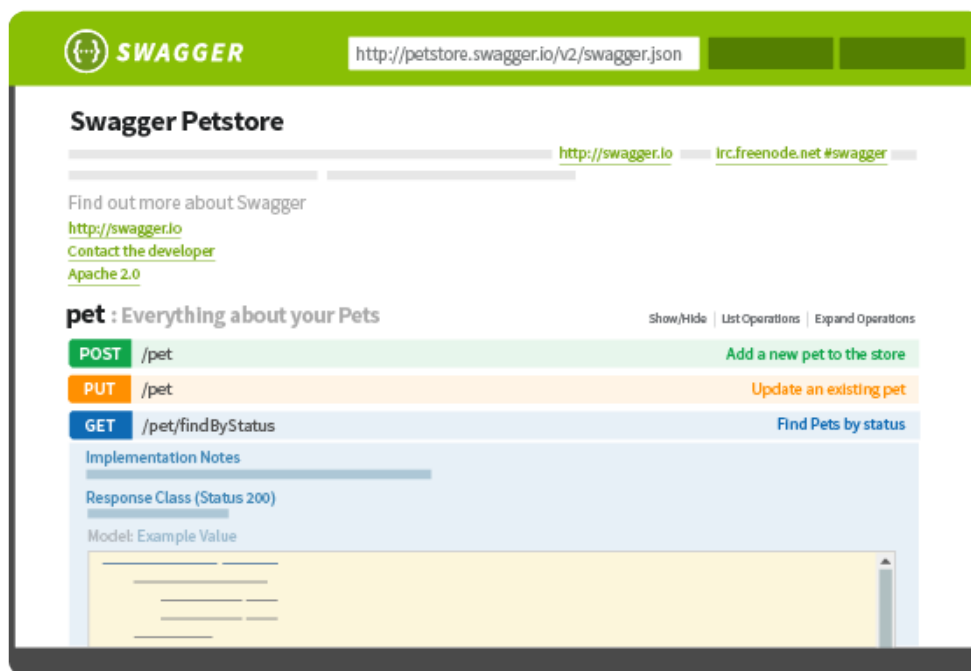 SWAGGER
http://petstore.swagger.io/v2/swagger.json
Swagger Petstore
http://swagger.io irc.freenode.net #swagger
Find out more about Swagger
http://swagger.io
Contact the developer
Apache 2.0
pet : Everything about your Pets
Show/Hide | List Operations | Expand Operations
POST /pet Add a new pet to the store
PUT /pet Update an existing pet
GET /pet/findByStatus Find Pets by status
Implementation Notes
Response Class (Status 200)
Model: Example Value